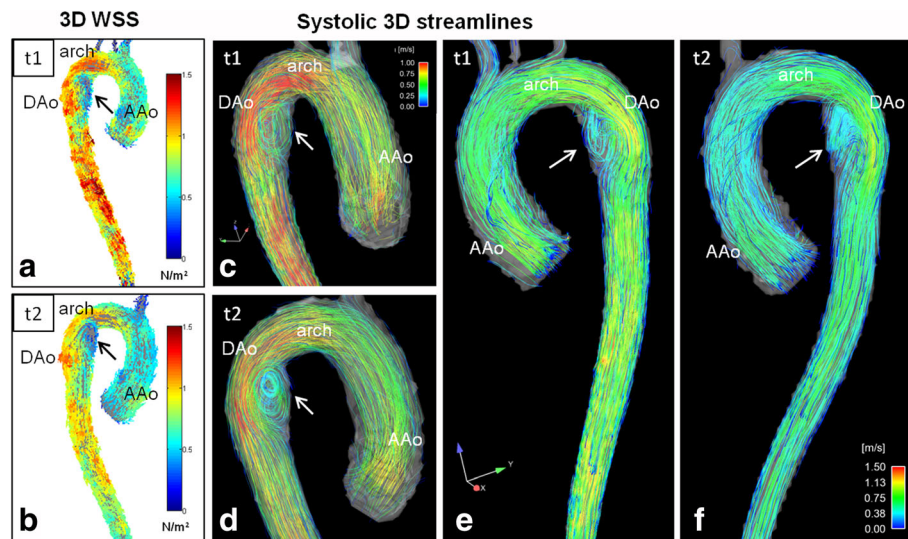 3D WSS
Systolic 3D streamlines
t1
arch
DAo
AAo
1.5
1
0.5
0
N/m²
a
t1
[m/s]
1.00
0.75
0.50
0.25
0.00
arch
DAo
AAo
c
t1
arch
DAo
AAo
Y
X
e
t2
DAo
AAo
[m/s]
1.50
1.13
0.75
0.38
0.00
f
t2
arch
DAo
AAo
1.5
1
0.5
0
N/m²
b
t2
arch
DAo
AAo
d